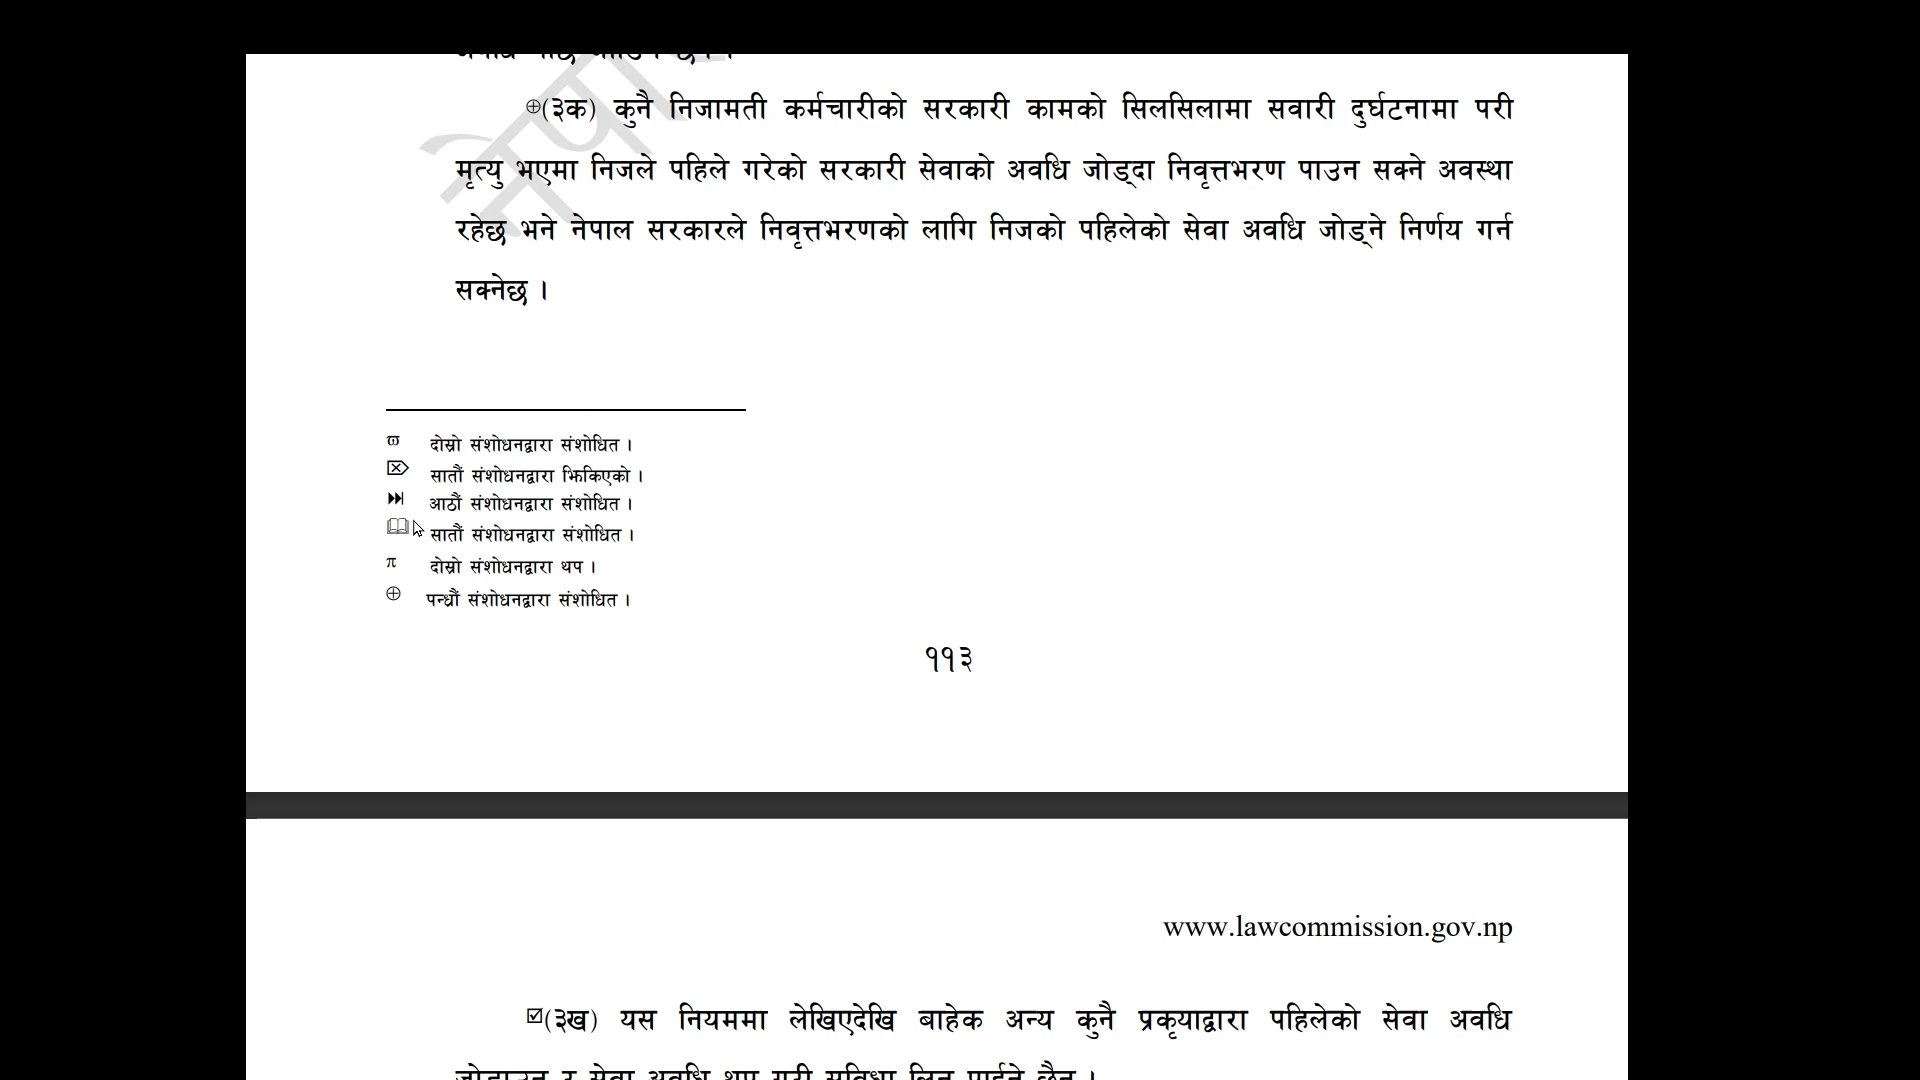 ⊕(३क) कुनै निजामती कर्मचारीको सरकारी कामको सिलसिलामा सवारी दुर्घटनामा परी
मृत्यु भएमा निजले पहिले गरेको सरकारी सेवाको अवधि जोड्दा निवृत्तभरण पाउन सक्ने अवस्था
रहेछ भने नेपाल सरकारले निवृत्तभरणको लागि निजको पहिलेको सेवा अवधि जोड्ने निर्णय गर्न
सक्नेछ ।
ϖ दोस्रो संशोधनद्वारा संशोधित ।
⌦ सातौं संशोधनद्वारा झिकिएको ।
⏭ आठौं संशोधनद्वारा संशोधित ।
🕮 सातौं संशोधनद्वारा संशोधित ।
π दोस्रो संशोधनद्वारा थप ।
⊕ पन्ध्रौं संशोधनद्वारा संशोधित ।
११३
www.lawcommission.gov.np
☑(३ख) यस नियममा लेखिएदेखि बाहेक अन्य कुनै प्रकृयाद्वारा पहिलेको सेवा अवधि